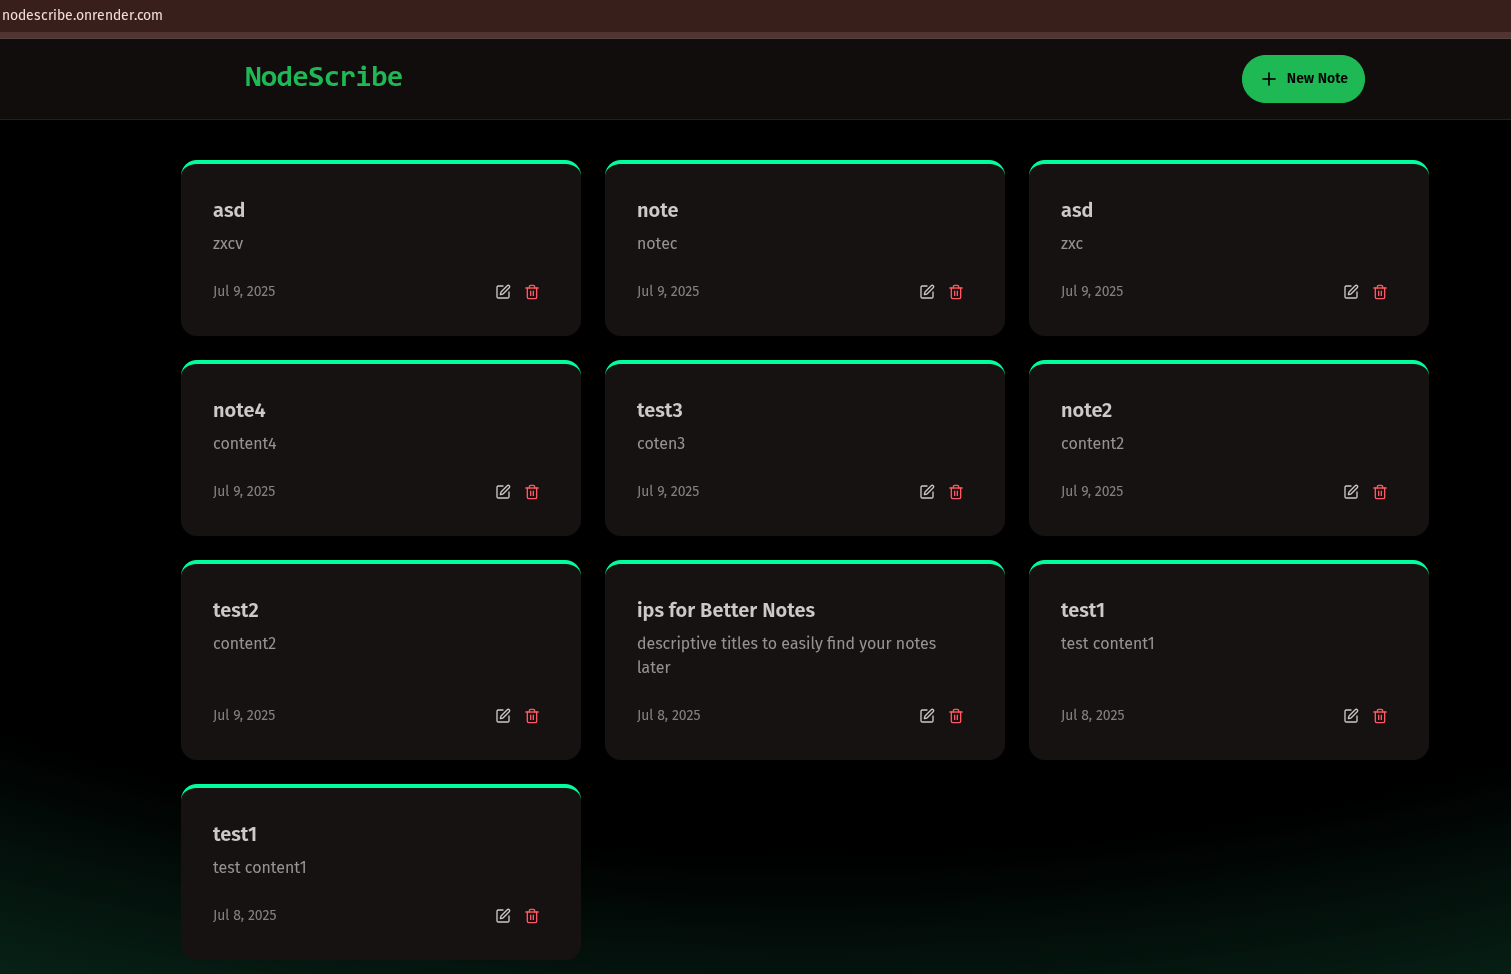 nodescribe.onrender.com
NodeScribe
New Note
asd
zxcv
Jul 9, 2025
note
notec
Jul 9, 2025
asd
zxc
Jul 9, 2025
note4
content4
Jul 9, 2025
test3
coten3
Jul 9, 2025
note2
content2
Jul 9, 2025
test2
content2
Jul 9, 2025
ips for Better Notes
descriptive titles to easily find your notes
later
Jul 8, 2025
test1
test content1
Jul 8, 2025
test1
test content1
Jul 8, 2025